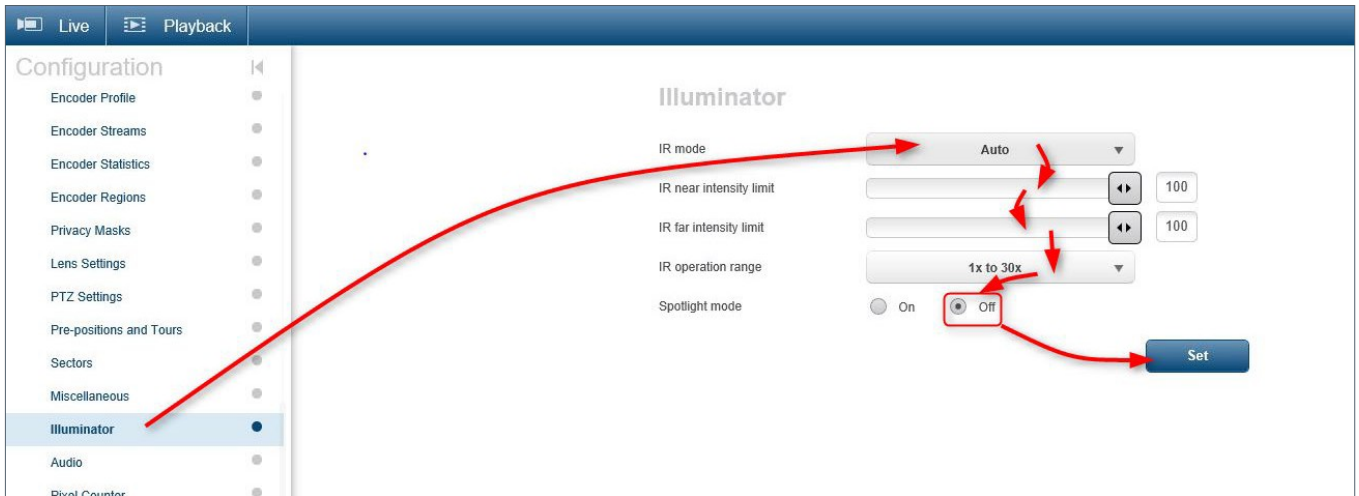 Live Playback
Configuration
Encoder Profile
Encoder Streams
Encoder Statistics
Encoder Regions
Privacy Masks
Lens Settings
PTZ Settings
Pre-positions and Tours
Sectors
Miscellaneous
Illuminator
Audio
Pixel Counter
Illuminator
IR mode Auto
IR near intensity limit 100
IR far intensity limit 100
IR operation range 1x to 30x
Spotlight mode On Off
Set